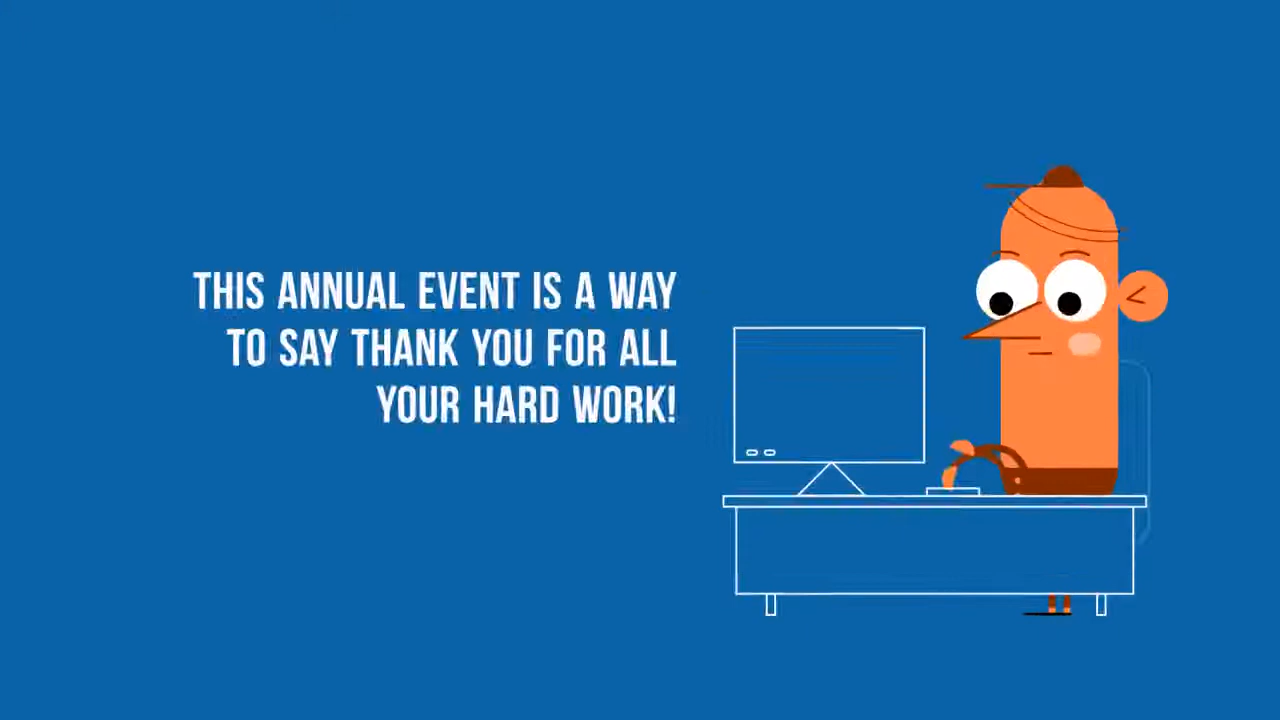 THIS ANNUAL EVENT IS A WAY
TO SAY THANK YOU FOR ALL
YOUR HARD WORK!